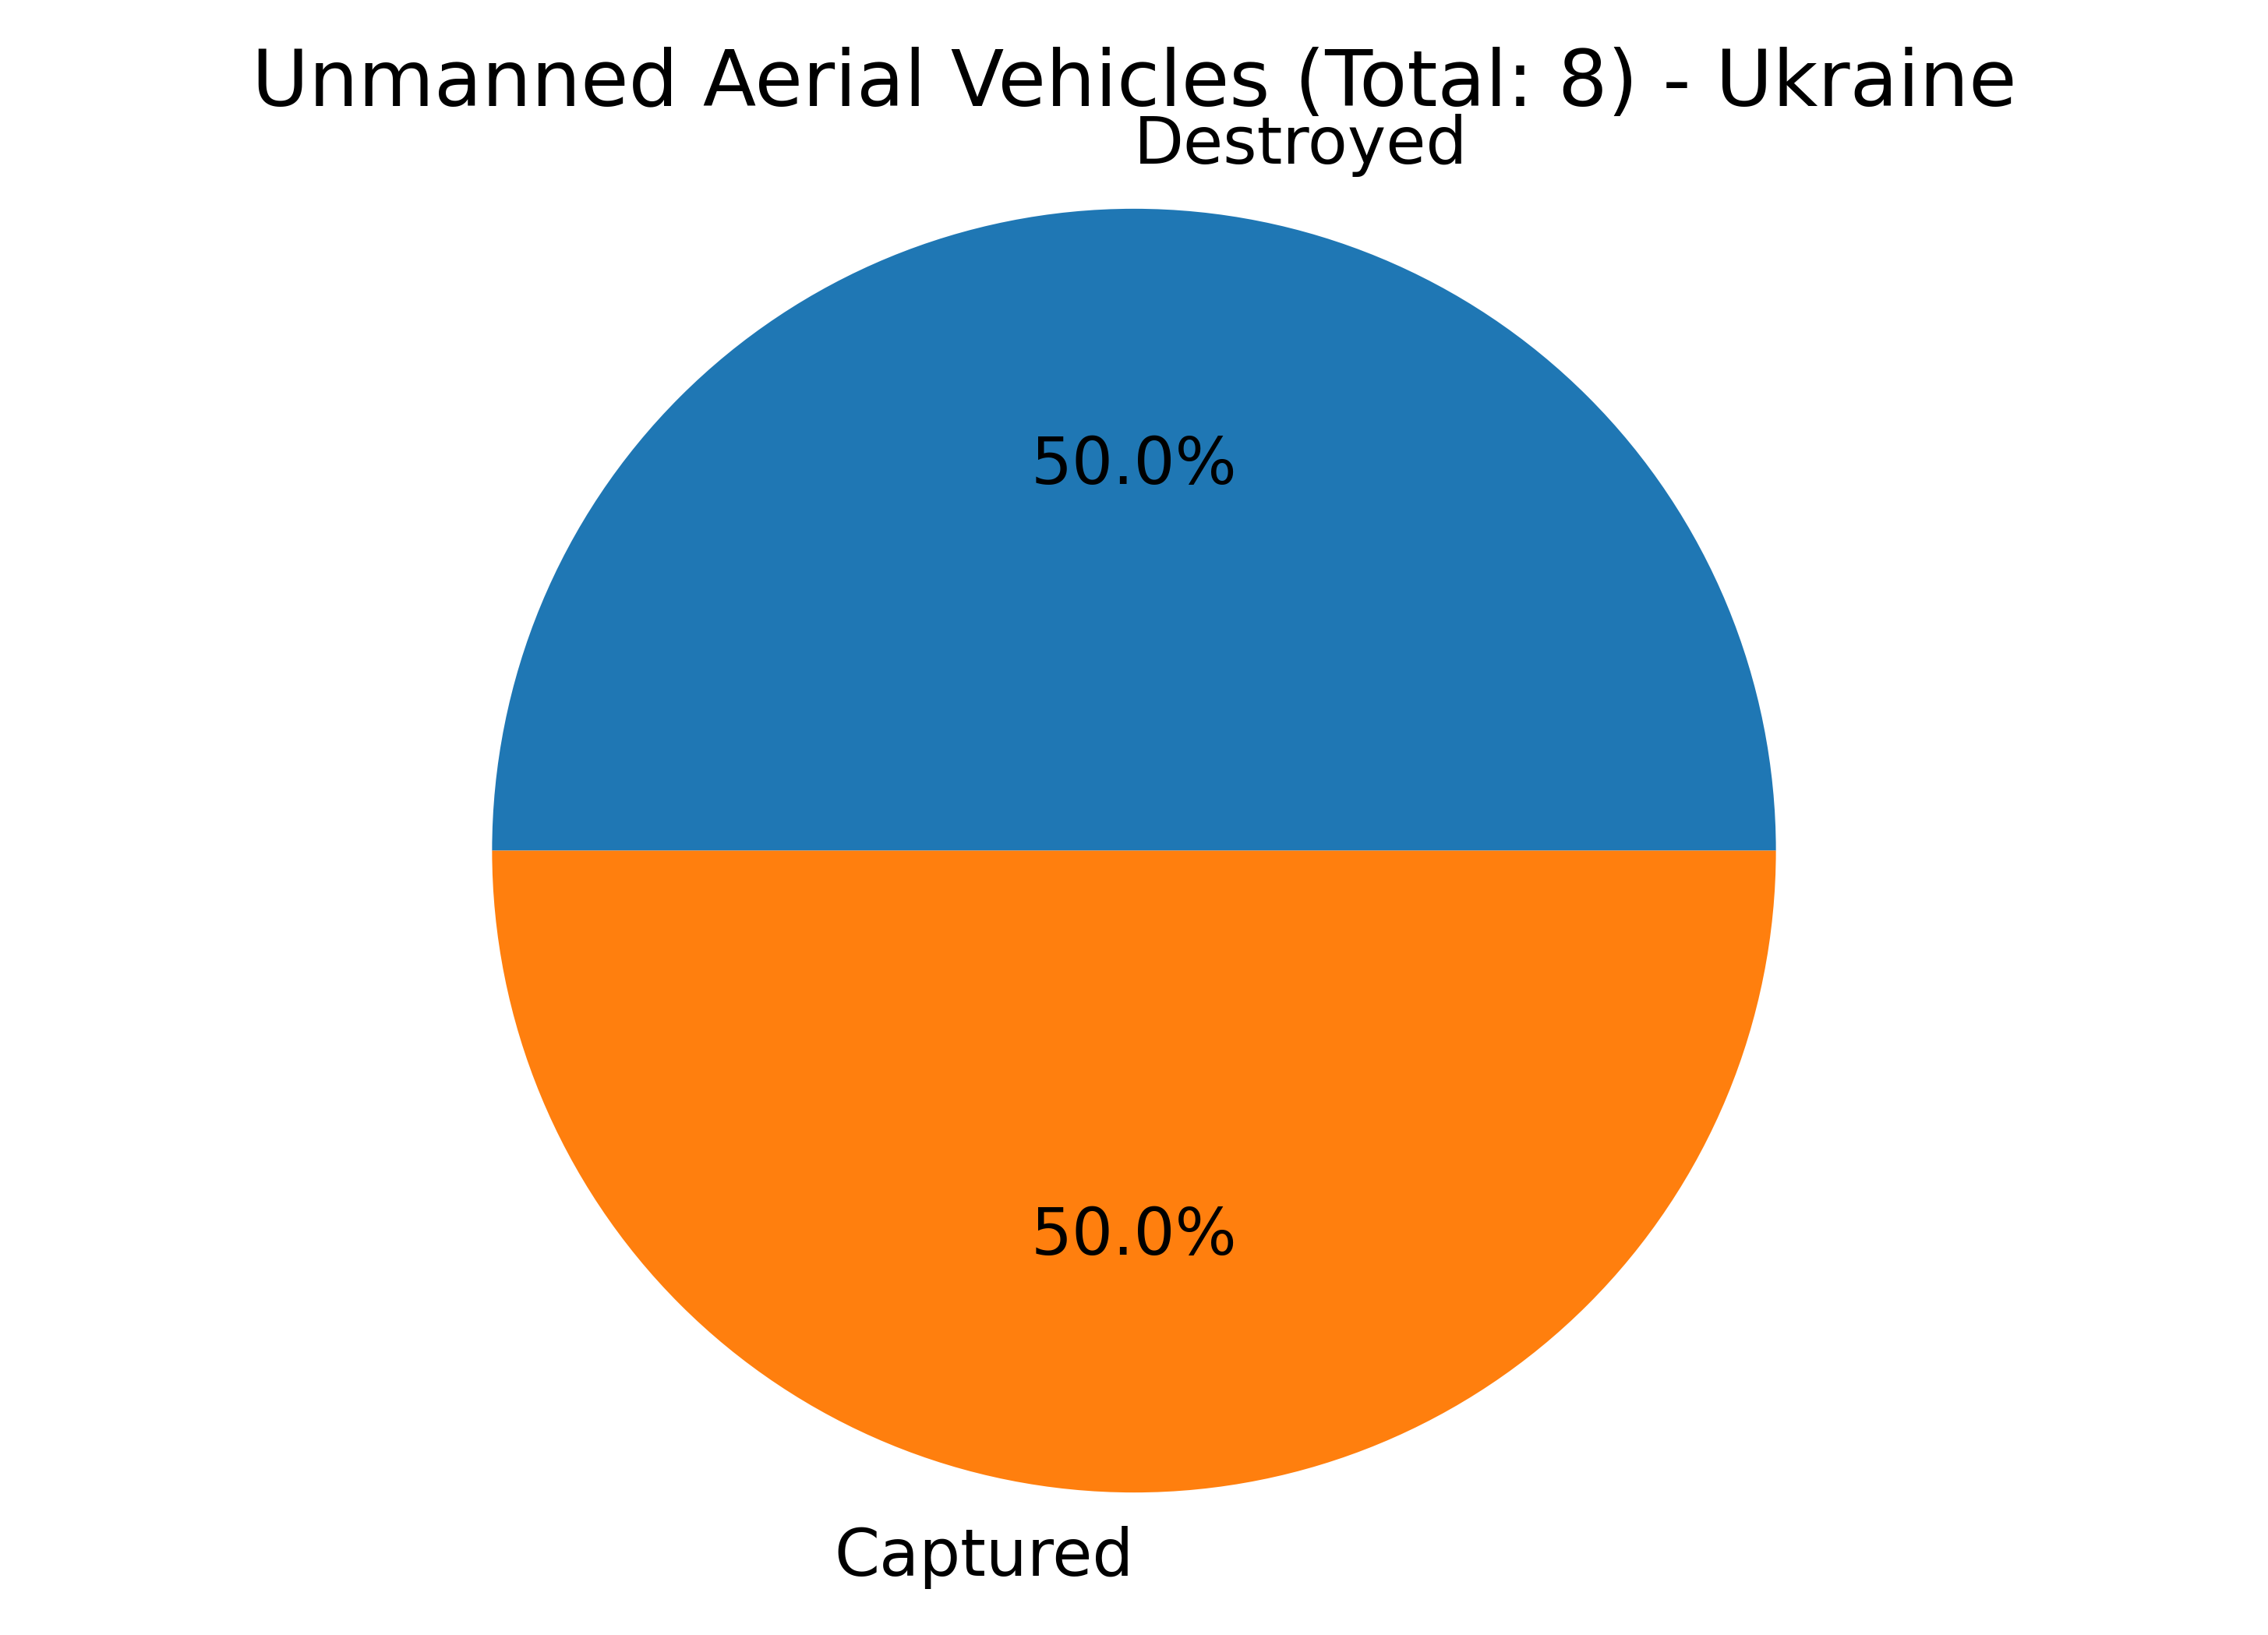 Unmanned Aerial Vehicles (Total: 8) - Ukraine
Destroyed
50.0%
50.0%
Captured